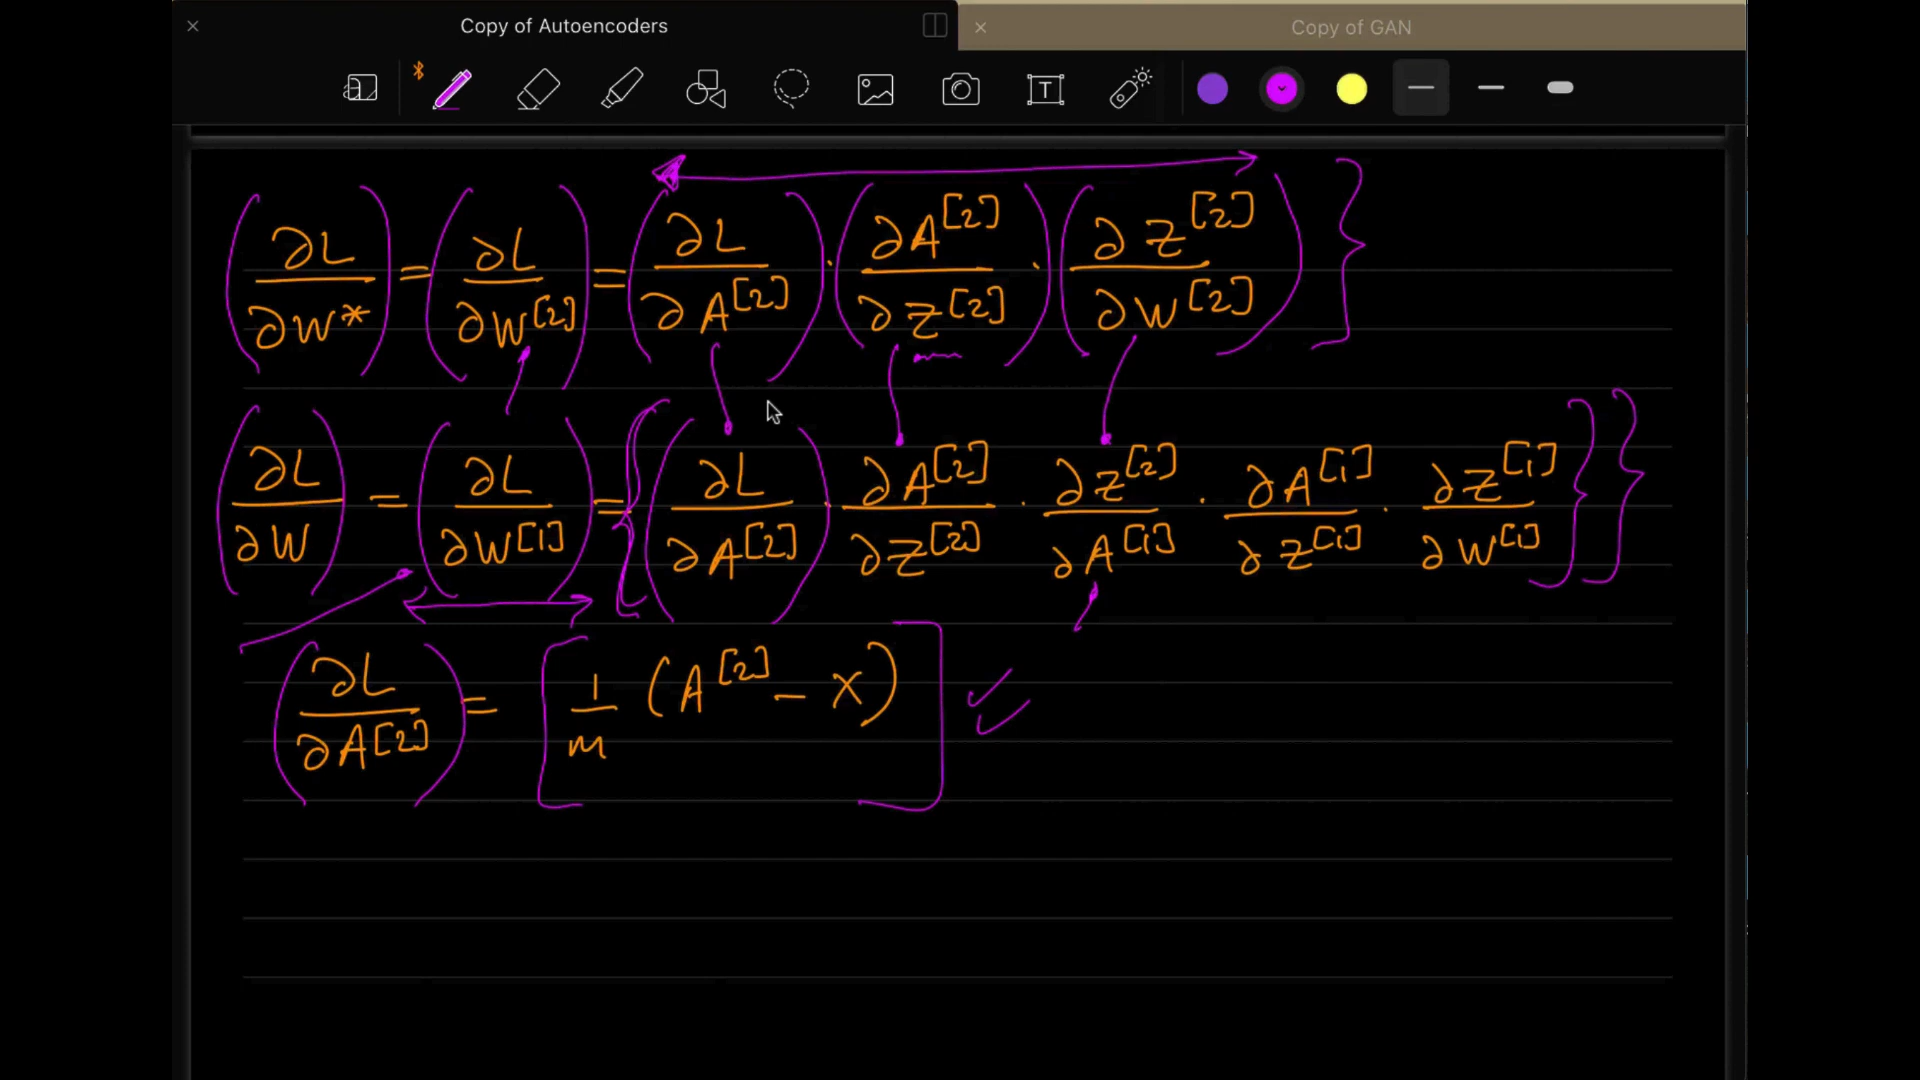 Copy of Autoencoders
Copy of GAN
T
∂L/∂W* = ∂L/∂W[2] = (∂L/∂A[2]) · (∂A[2]/∂Z[2]) · (∂Z[2]/∂W[2]) }
(∂L/∂W) = (∂L/∂W[1]) = { (∂L/∂A[2]) · ∂A[2]/∂Z[2] · ∂Z[2]/∂A[1] · ∂A[1]/∂Z[1] · ∂Z[1]/∂W[1] } }
(∂L/∂A[2]) = [ 1/m (A[2] - X) ]